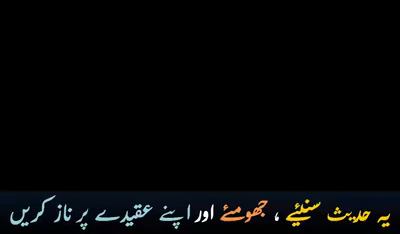 یہ حدیث سنیئے ، جھومئے اور اپنے عقیدے پر ناز کریں